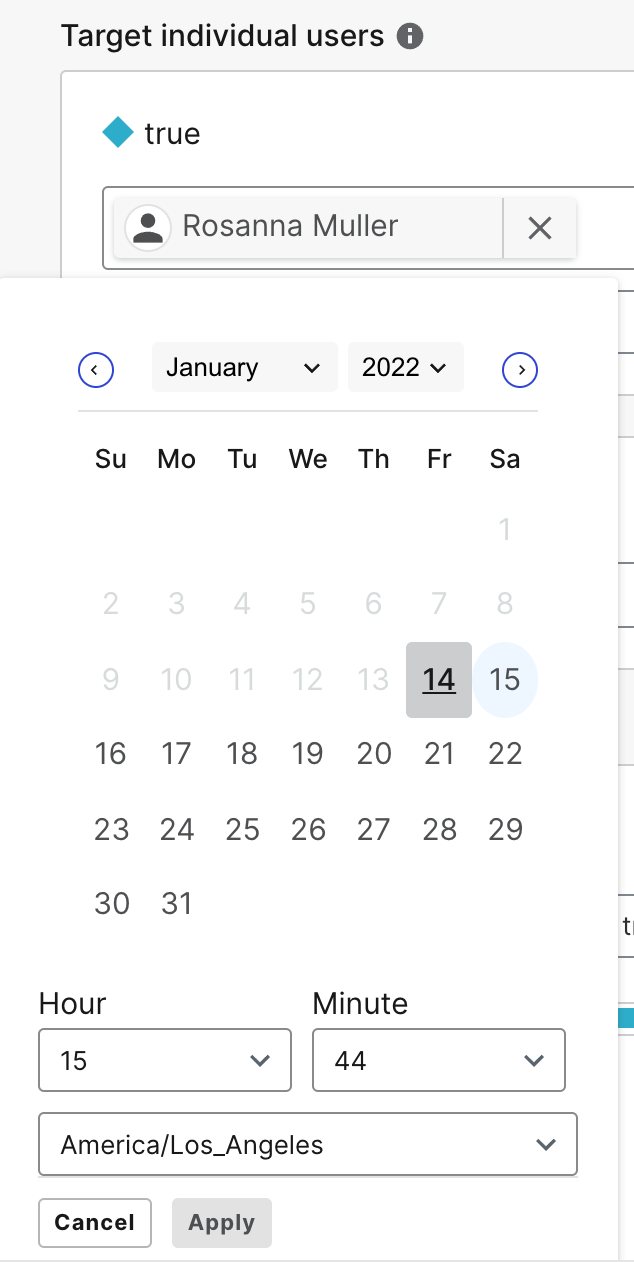 Target individual users
true
Rosanna Muller
January 2022
Su Mo Tu We Th Fr Sa
1
2 3 4 5 6 7 8
9 10 11 12 13 14 15
16 17 18 19 20 21 22
23 24 25 26 27 28 29
30 31
Hour Minute
15 44
America/Los_Angeles
Cancel Apply